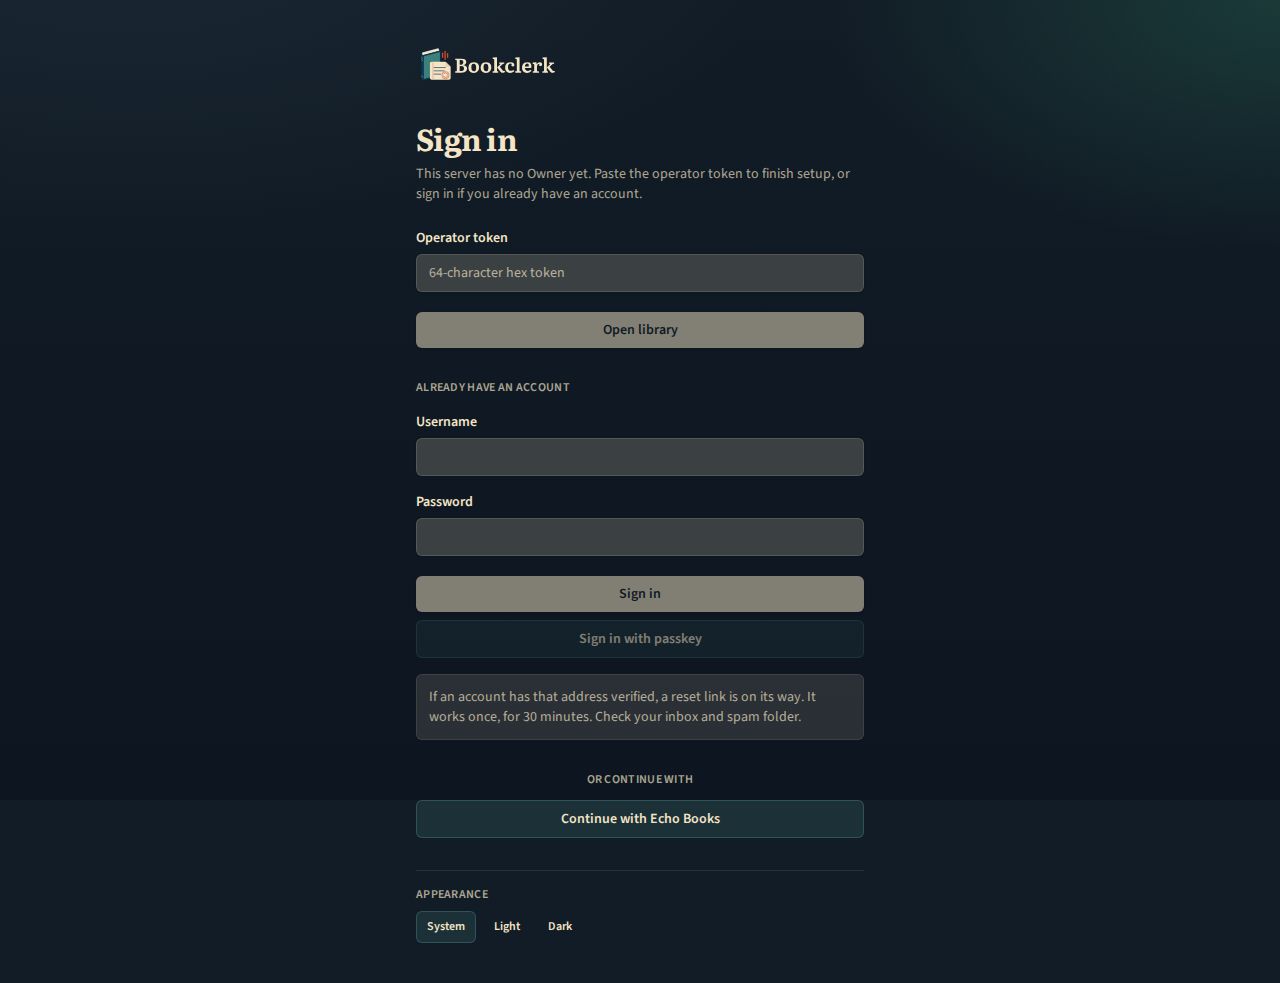 Bookclerk
Sign in
This server has no Owner yet. Paste the operator token to finish setup, or
sign in if you already have an account.
Operator token
64-character hex token
Open library
ALREADY HAVE AN ACCOUNT
Username
Password
Sign in
Sign in with passkey
If an account has that address verified, a reset link is on its way. It
works once, for 30 minutes. Check your inbox and spam folder.
OR CONTINUE WITH
Continue with Echo Books
APPEARANCE
System Light Dark